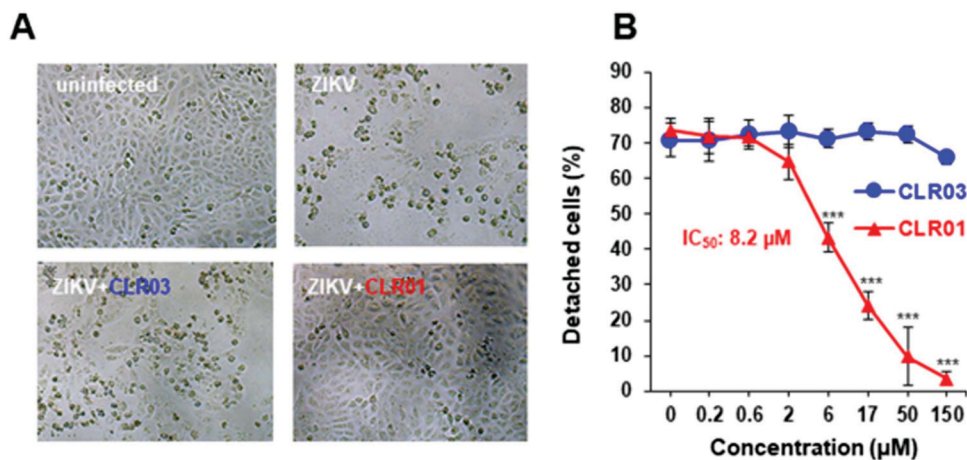 A
uninfected
ZIKV
ZIKV+CLR03
ZIKV+CLR01
B
Detached cells (%)
90
80
70
60
50
40
30
20
10
0
CLR03
CLR01
IC50: 8.2 µM
***
***
***
***
0 0.2 0.6 2 6 17 50 150
Concentration (µM)